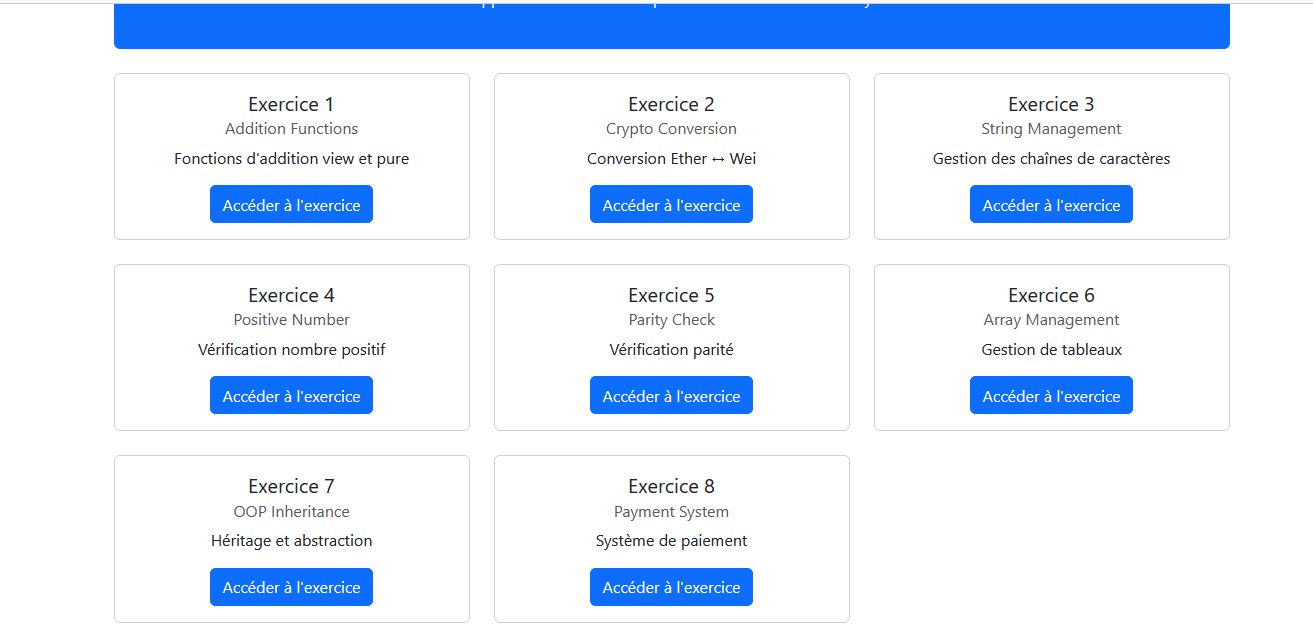 Exercice 1
Addition Functions
Fonctions d'addition view et pure
Accéder à l'exercice
Exercice 2
Crypto Conversion
Conversion Ether ↔ Wei
Accéder à l'exercice
Exercice 3
String Management
Gestion des chaînes de caractères
Accéder à l'exercice
Exercice 4
Positive Number
Vérification nombre positif
Accéder à l'exercice
Exercice 5
Parity Check
Vérification parité
Accéder à l'exercice
Exercice 6
Array Management
Gestion de tableaux
Accéder à l'exercice
Exercice 7
OOP Inheritance
Héritage et abstraction
Accéder à l'exercice
Exercice 8
Payment System
Système de paiement
Accéder à l'exercice